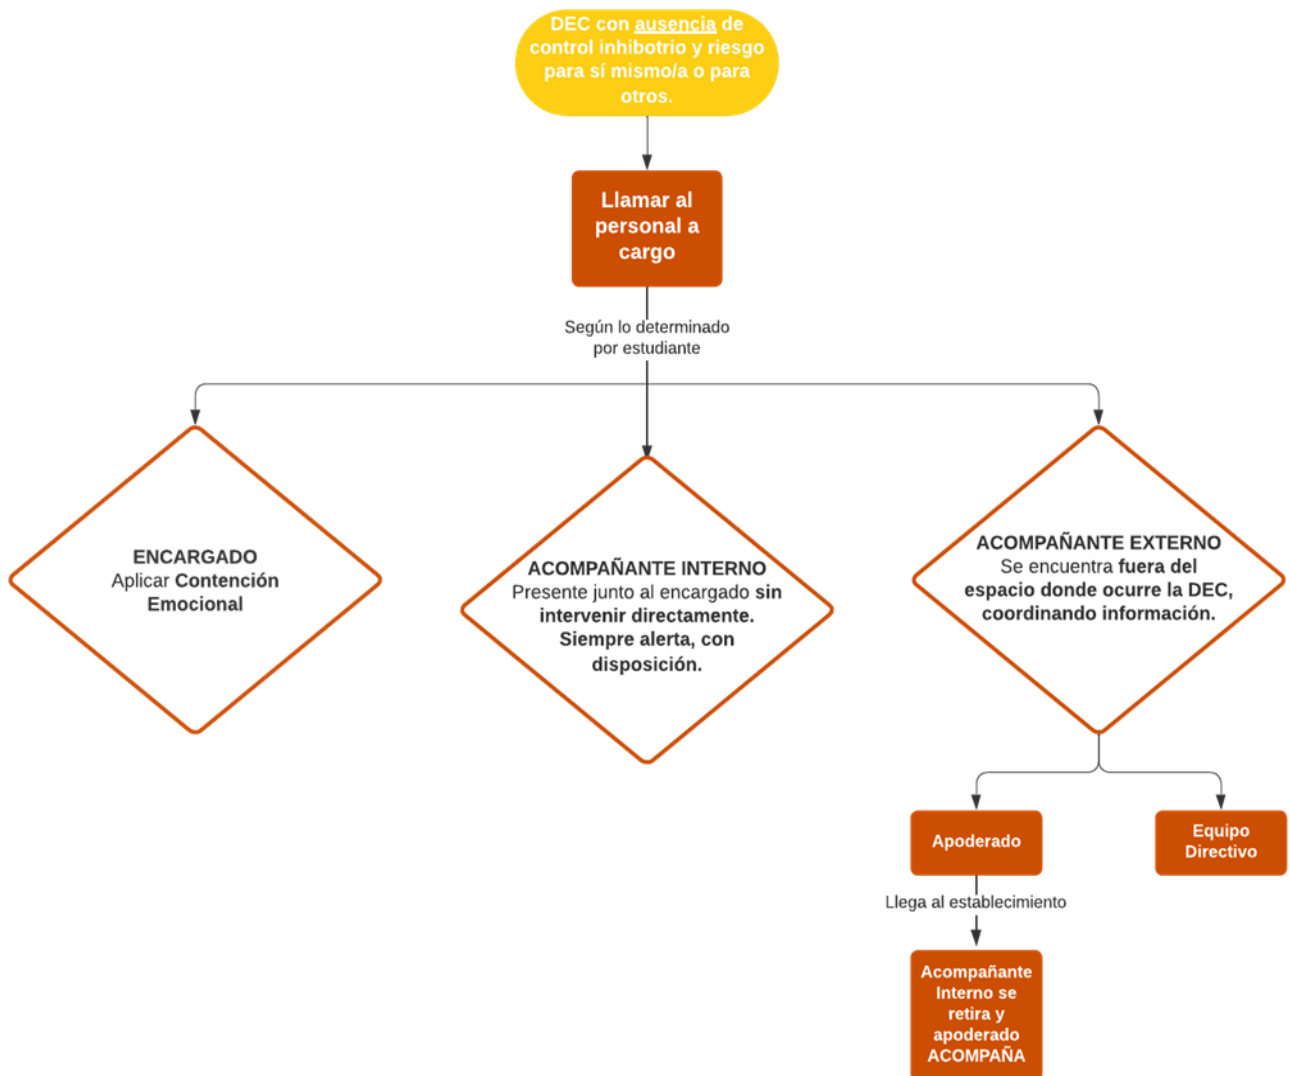 DEC con ausencia de
control inhibotrio y riesgo
para sí mismo/a o para
otros.
Llamar al
personal a
cargo
Según lo determinado
por estudiante
ENCARGADO
Aplicar Contención
Emocional
ACOMPAÑANTE INTERNO
Presente junto al encargado sin
intervenir directamente.
Siempre alerta, con
disposición.
ACOMPAÑANTE EXTERNO
Se encuentra fuera del
espacio donde ocurre la DEC,
coordinando información.
Apoderado
Equipo
Directivo
Llega al establecimiento
Acompañante
Interno se
retira y
apoderado
ACOMPAÑA